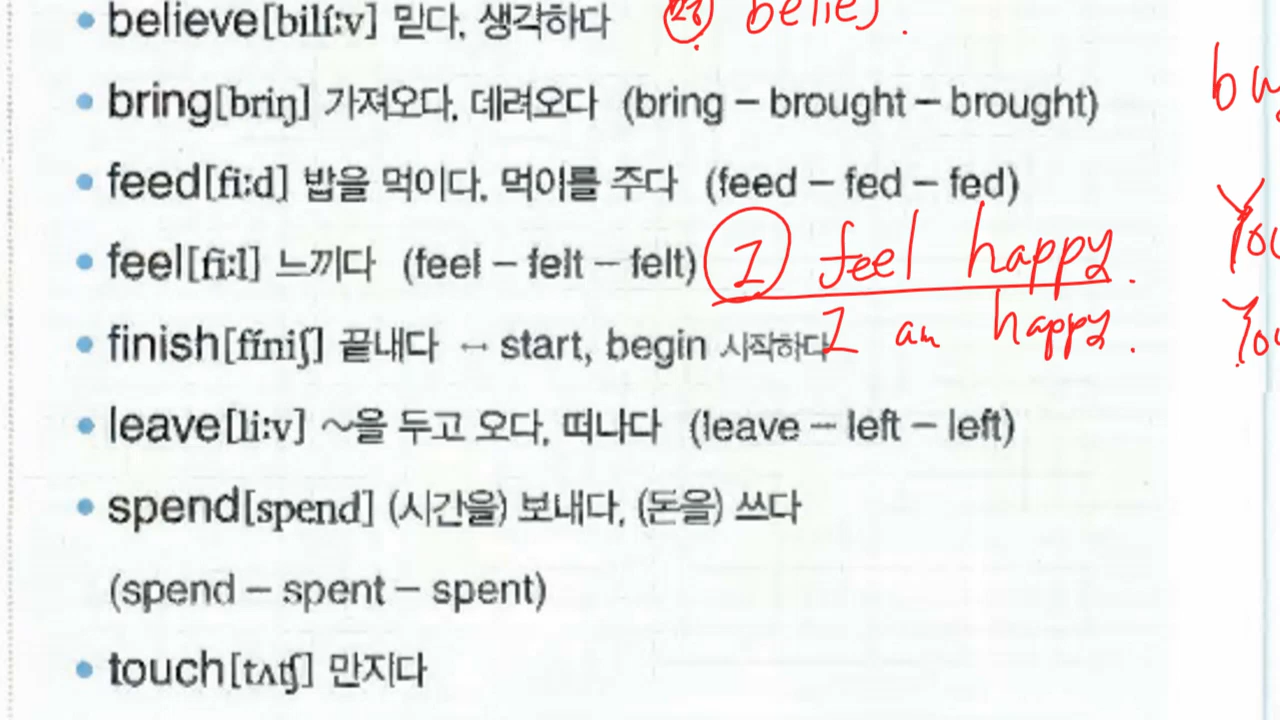 believe[bilíːv] 믿다, 생각하다
bring[briŋ] 가져오다, 데려오다 (bring – brought – brought)
feed[fiːd] 밥을 먹이다, 먹이를 주다 (feed – fed – fed)
feel[fiːl] 느끼다 (feel – felt – felt) I feel happy.
I am happy.
finish[fíniʃ] 끝내다 ↔ start, begin 시작하다
leave[liːv] ~을 두고 오다, 떠나다 (leave – left – left)
spend[spend] (시간을) 보내다, (돈을) 쓰다
(spend – spent – spent)
touch[tʌtʃ] 만지다